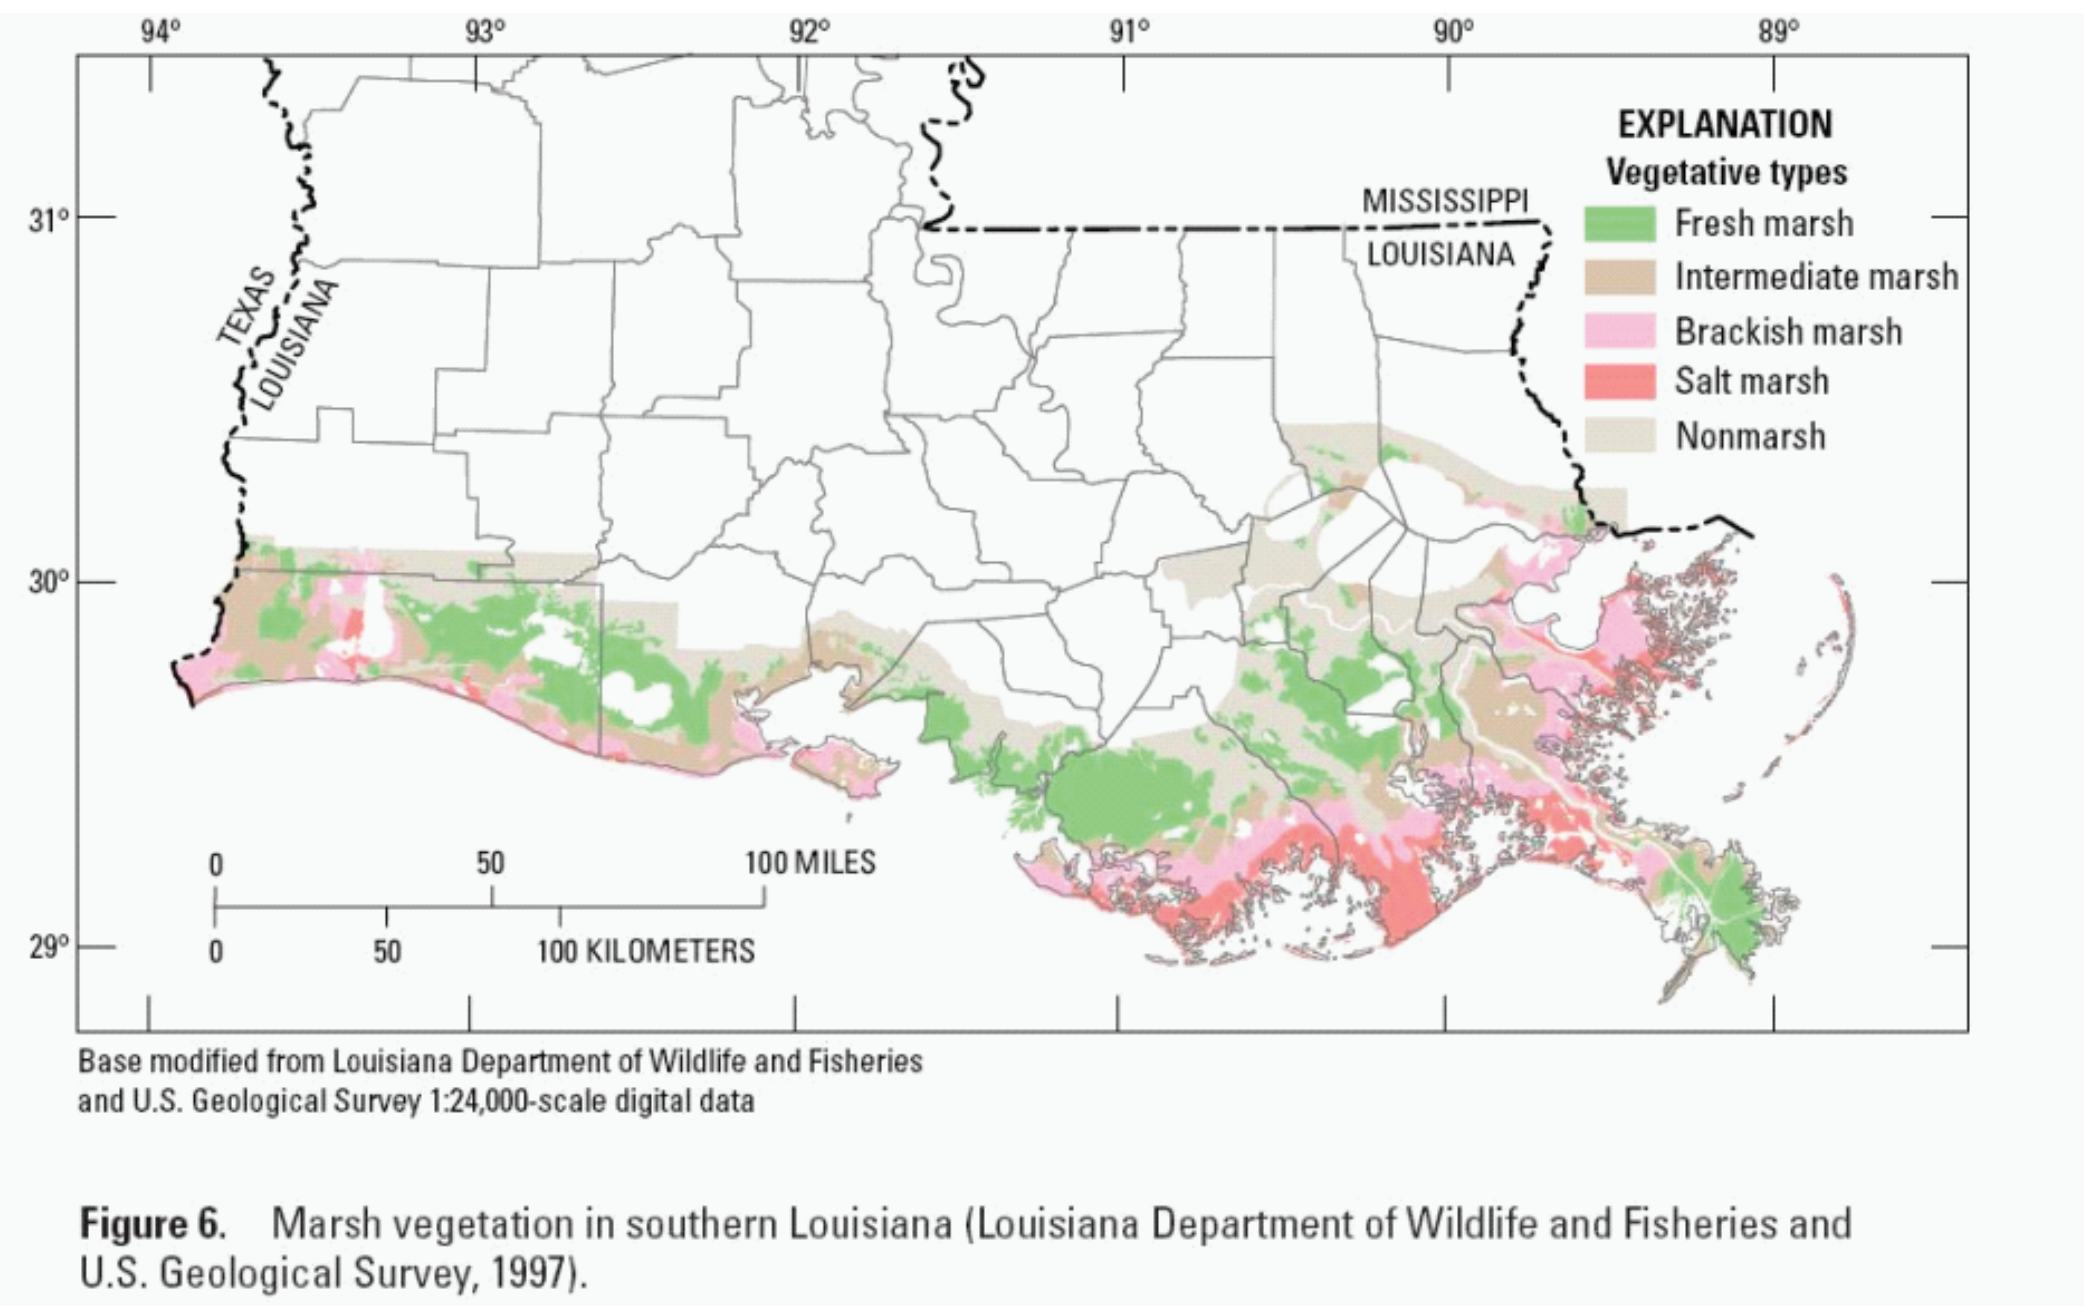 94° 93° 92° 91° 90° 89°
EXPLANATION
Vegetative types
Fresh marsh
Intermediate marsh
Brackish marsh
Salt marsh
Nonmarsh
MISSISSIPPI
LOUISIANA
TEXAS
LOUISIANA
31°
30°
29°
0 50 100 MILES
0 50 100 KILOMETERS
Base modified from Louisiana Department of Wildlife and Fisheries
and U.S. Geological Survey 1:24,000-scale digital data
Figure 6. Marsh vegetation in southern Louisiana (Louisiana Department of Wildlife and Fisheries and
U.S. Geological Survey, 1997).